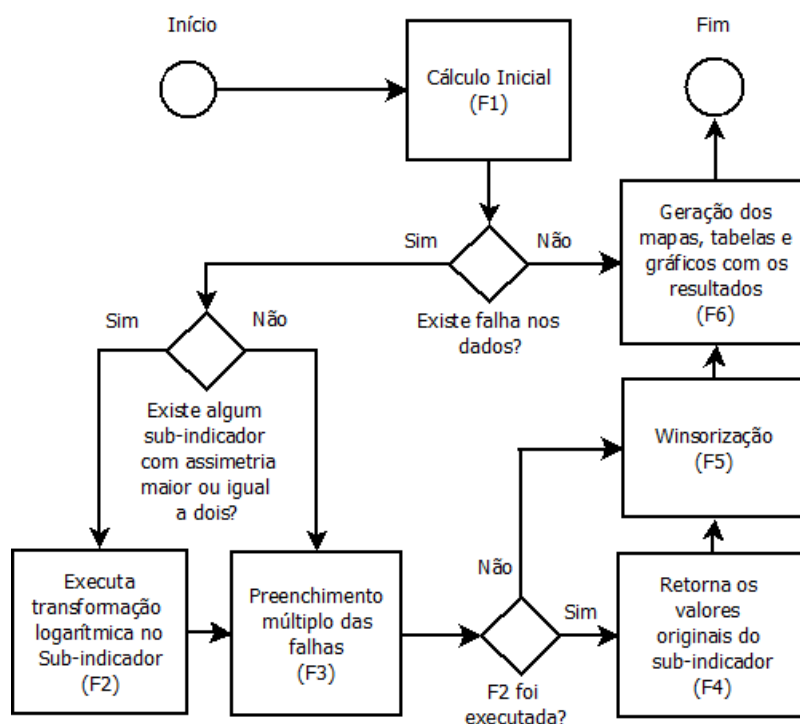 Início
Fim
Cálculo Inicial
(F1)
Geração dos
mapas, tabelas e
gráficos com os
resultados
(F6)
Sim
Não
Existe falha nos
dados?
Sim
Não
Existe algum
sub-indicador
com assimetria
maior ou igual
a dois?
Winsorização
(F5)
Executa
transformação
logarítmica no
Sub-indicador
(F2)
Preenchimento
múltiplo das
falhas
(F3)
Não
Sim
F2 foi
executada?
Retorna os
valores
originais do
sub-indicador
(F4)